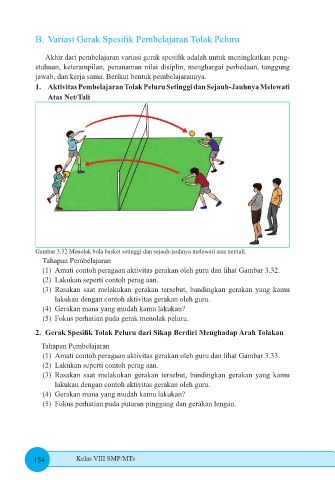 B. Variasi Gerak Spesifik Pembelajaran Tolak Peluru
Akhir dari pembelajaran variasi gerak spesifik adalah untuk meningkatkan peng-
etahuan, keterampilan, penanaman nilai disiplin, menghargai perbedaan, tanggung
jawab, dan kerja sama. Berikut bentuk pembelajarannya.
1. Aktivitas Pembelajaran Tolak Peluru Setinggi dan Sejauh-Jauhnya Melewati
Atas Net/Tali
Gambar 3.32 Menolak bola basket setinggi dan sejauh-jauhnya melewati atas net/tali.
Tahapan Pembelajaran
(1) Amati contoh peragaan aktivitas gerakan oleh guru dan lihat Gambar 3.32.
(2) Lakukan seperti contoh perag aan.
(3) Rasakan saat melakukan gerakan tersebut, bandingkan gerakan yang kamu
lakukan dengan contoh aktivitas gerakan oleh guru.
(4) Gerakan mana yang mudah kamu lakukan?
(5) Fokus perhatian pada gerak menolak peluru.
2. Gerak Spesifik Tolak Peluru dari Sikap Berdiri Menghadap Arah Tolakan
Tahapan Pembelajaran
(1) Amati contoh peragaan aktivitas gerakan oleh guru dan lihat Gambar 3.33.
(2) Lakukan seperti contoh perag aan.
(3) Rasakan saat melakukan gerakan tersebut, bandingkan gerakan yang kamu
lakukan dengan contoh aktivitas gerakan oleh guru.
(4) Gerakan mana yang mudah kamu lakukan?
(5) Fokus perhatian pada putaran pinggang dan gerakan lengan.
154 Kelas VIII SMP/MTs